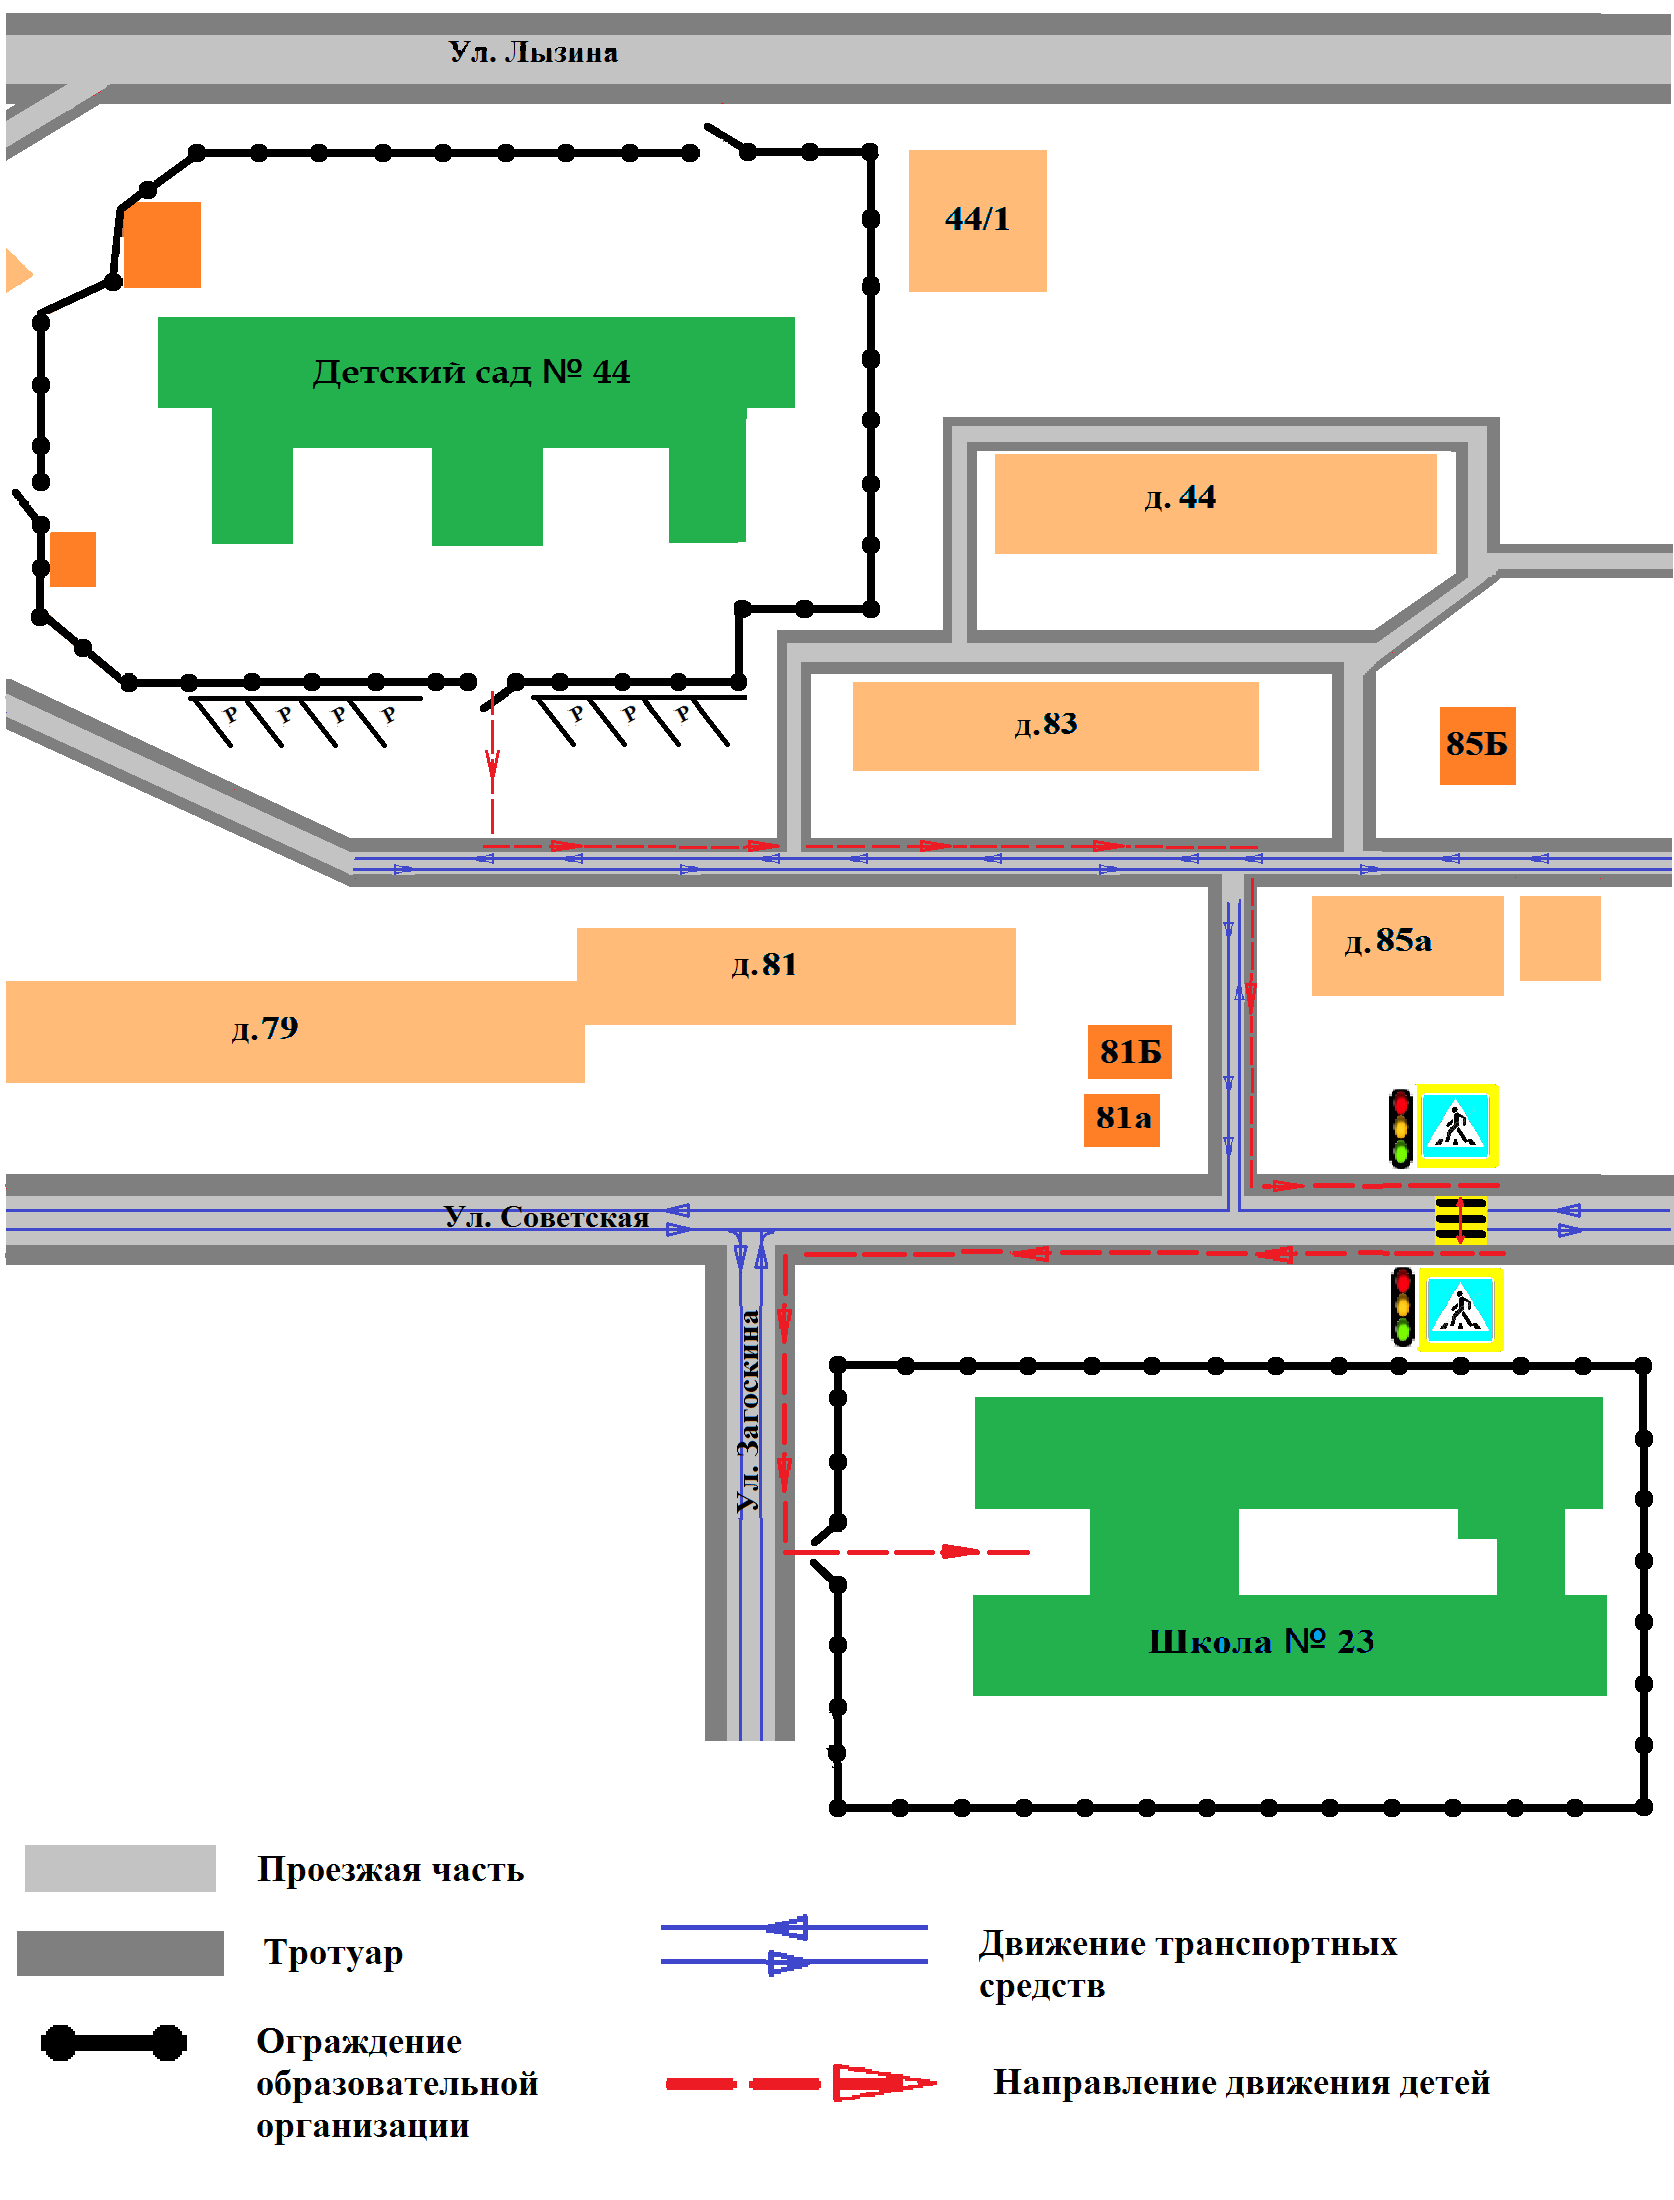 Ул. Лызина
44/1
Детский сад № 44
д. 44
Р Р Р Р Р Р Р
д.83
85Б
д.81
д.85а
д.79
81Б
81а
Ул. Советская
Ул. Загоскина
Школа № 23
Проезжая часть
Тротуар
Ограждение
образовательной
организации
Движение транспортных
средств
Направление движения детей